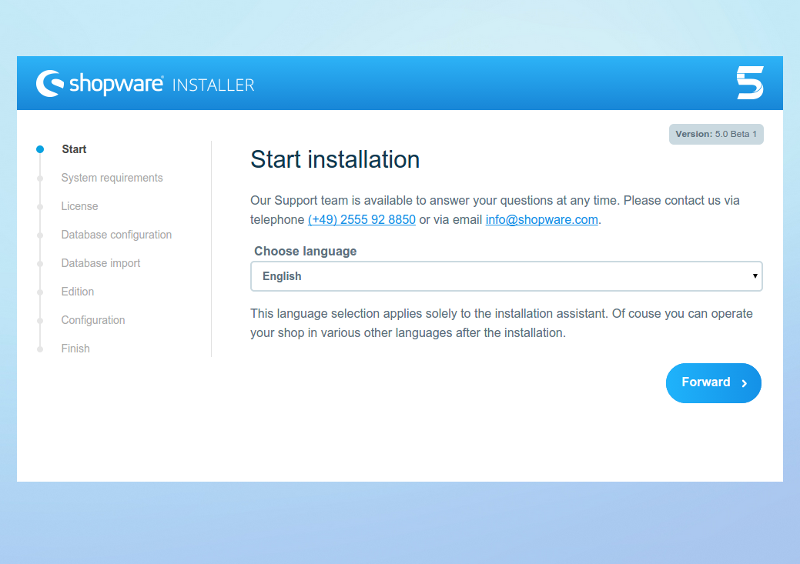 shopware INSTALLER
5
Version: 5.0 Beta 1
Start
System requirements
License
Database configuration
Database import
Edition
Configuration
Finish
Start installation
Our Support team is available to answer your questions at any time. Please contact us via
telephone (+49) 2555 92 8850 or via email info@shopware.com.
Choose language
English
This language selection applies solely to the installation assistant. Of couse you can operate
your shop in various other languages after the installation.
Forward